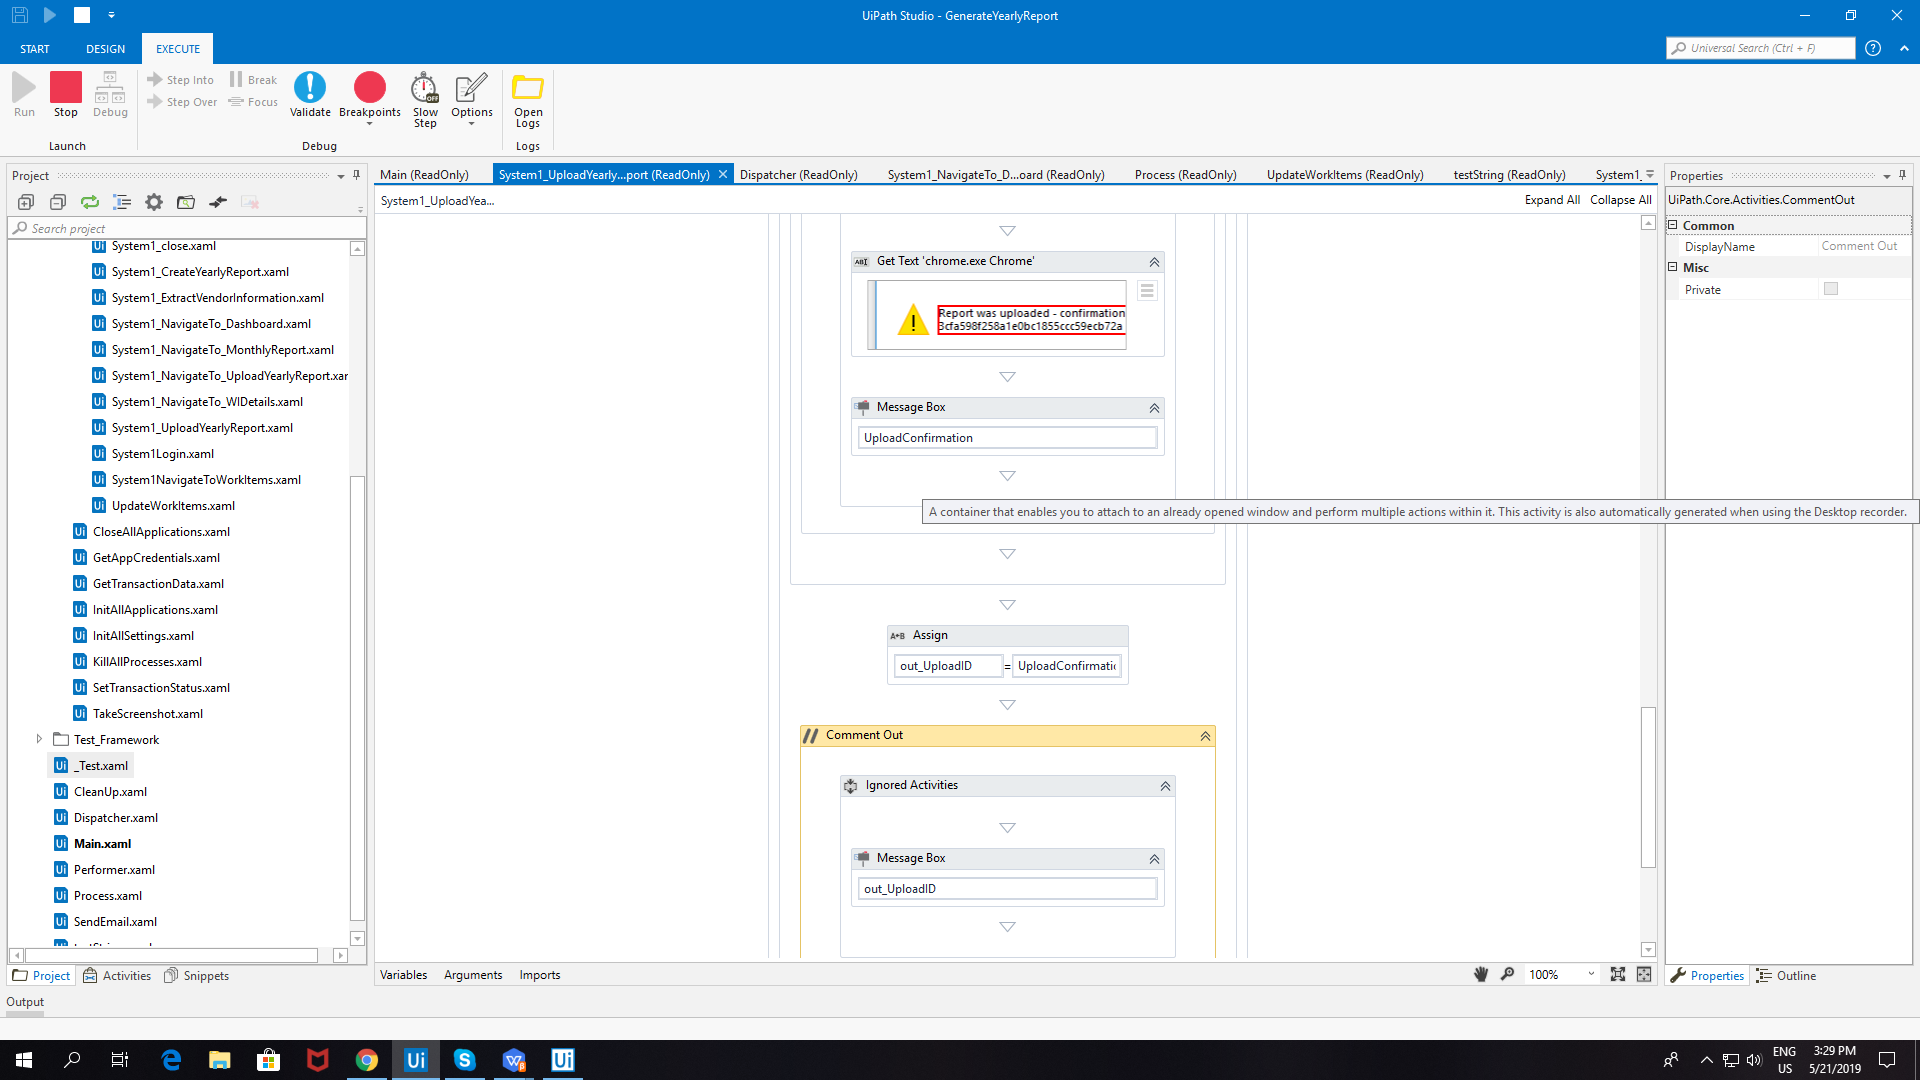 UiPath Studio - GenerateYearlyReport
START
DESIGN
EXECUTE
Universal Search (Ctrl + F)
Run
Stop
Debug
Step Into
Step Over
Break
Focus
Validate
Breakpoints
Slow
Step
OFF
Options
Open
Logs
Launch
Debug
Logs
Project
Search project
System1_close.xaml
System1_CreateYearlyReport.xaml
System1_ExtractVendorInformation.xaml
System1_NavigateTo_Dashboard.xaml
System1_NavigateTo_MonthlyReport.xaml
System1_NavigateTo_UploadYearlyReport.xar
System1_NavigateTo_WIDetails.xaml
System1_UploadYearlyReport.xaml
System1Login.xaml
System1NavigateToWorkItems.xaml
UpdateWorkItems.xaml
CloseAllApplications.xaml
GetAppCredentials.xaml
GetTransactionData.xaml
InitAllApplications.xaml
InitAllSettings.xaml
KillAllProcesses.xaml
SetTransactionStatus.xaml
TakeScreenshot.xaml
Test_Framework
_Test.xaml
CleanUp.xaml
Dispatcher.xaml
Main.xaml
Performer.xaml
Process.xaml
SendEmail.xaml
Project
Activities
Snippets
Output
Main (ReadOnly)
System1_UploadYearly...port (ReadOnly)
Dispatcher (ReadOnly)
System1_NavigateTo_D...oard (ReadOnly)
Process (ReadOnly)
UpdateWorkItems (ReadOnly)
testString (ReadOnly)
System1_
System1_UploadYea...
Expand All
Collapse All
Get Text 'chrome.exe Chrome'
Report was uploaded - confirmation
3cfa598f258a1e0bc1855ccc59ecb72a
Message Box
UploadConfirmation
A container that enables you to attach to an already opened window and perform multiple actions within it. This activity is also automatically generated when using the Desktop recorder.
A+B Assign
out_UploadID = UploadConfirmatic
Comment Out
Ignored Activities
Message Box
out_UploadID
Variables
Arguments
Imports
100%
Properties
UiPath.Core.Activities.CommentOut
Common
DisplayName
Comment Out
Misc
Private
Properties
Outline
ENG
US
3:29 PM
5/21/2019